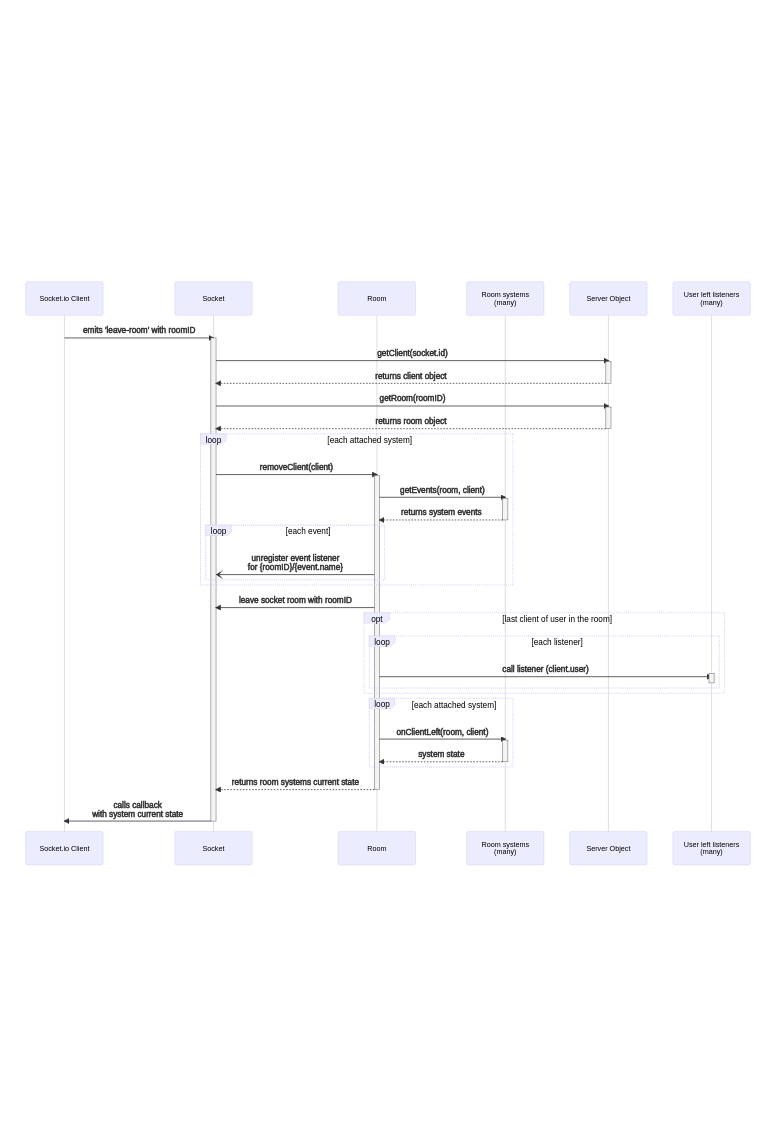 Socket.io Client
Socket
Room
Room systems
(many)
Server Object
User left listeners
(many)
emits 'leave-room' with roomID
getClient(socket.id)
returns client object
getRoom(roomID)
returns room object
loop
[each attached system]
removeClient(client)
getEvents(room, client)
returns system events
loop
[each event]
unregister event listener
for {roomID}/{event.name}
leave socket room with roomID
opt
[last client of user in the room]
loop
[each listener]
call listener (client.user)
loop
[each attached system]
onClientLeft(room, client)
system state
returns room systems current state
calls callback
with system current state
Socket.io Client
Socket
Room
Room systems
(many)
Server Object
User left listeners
(many)